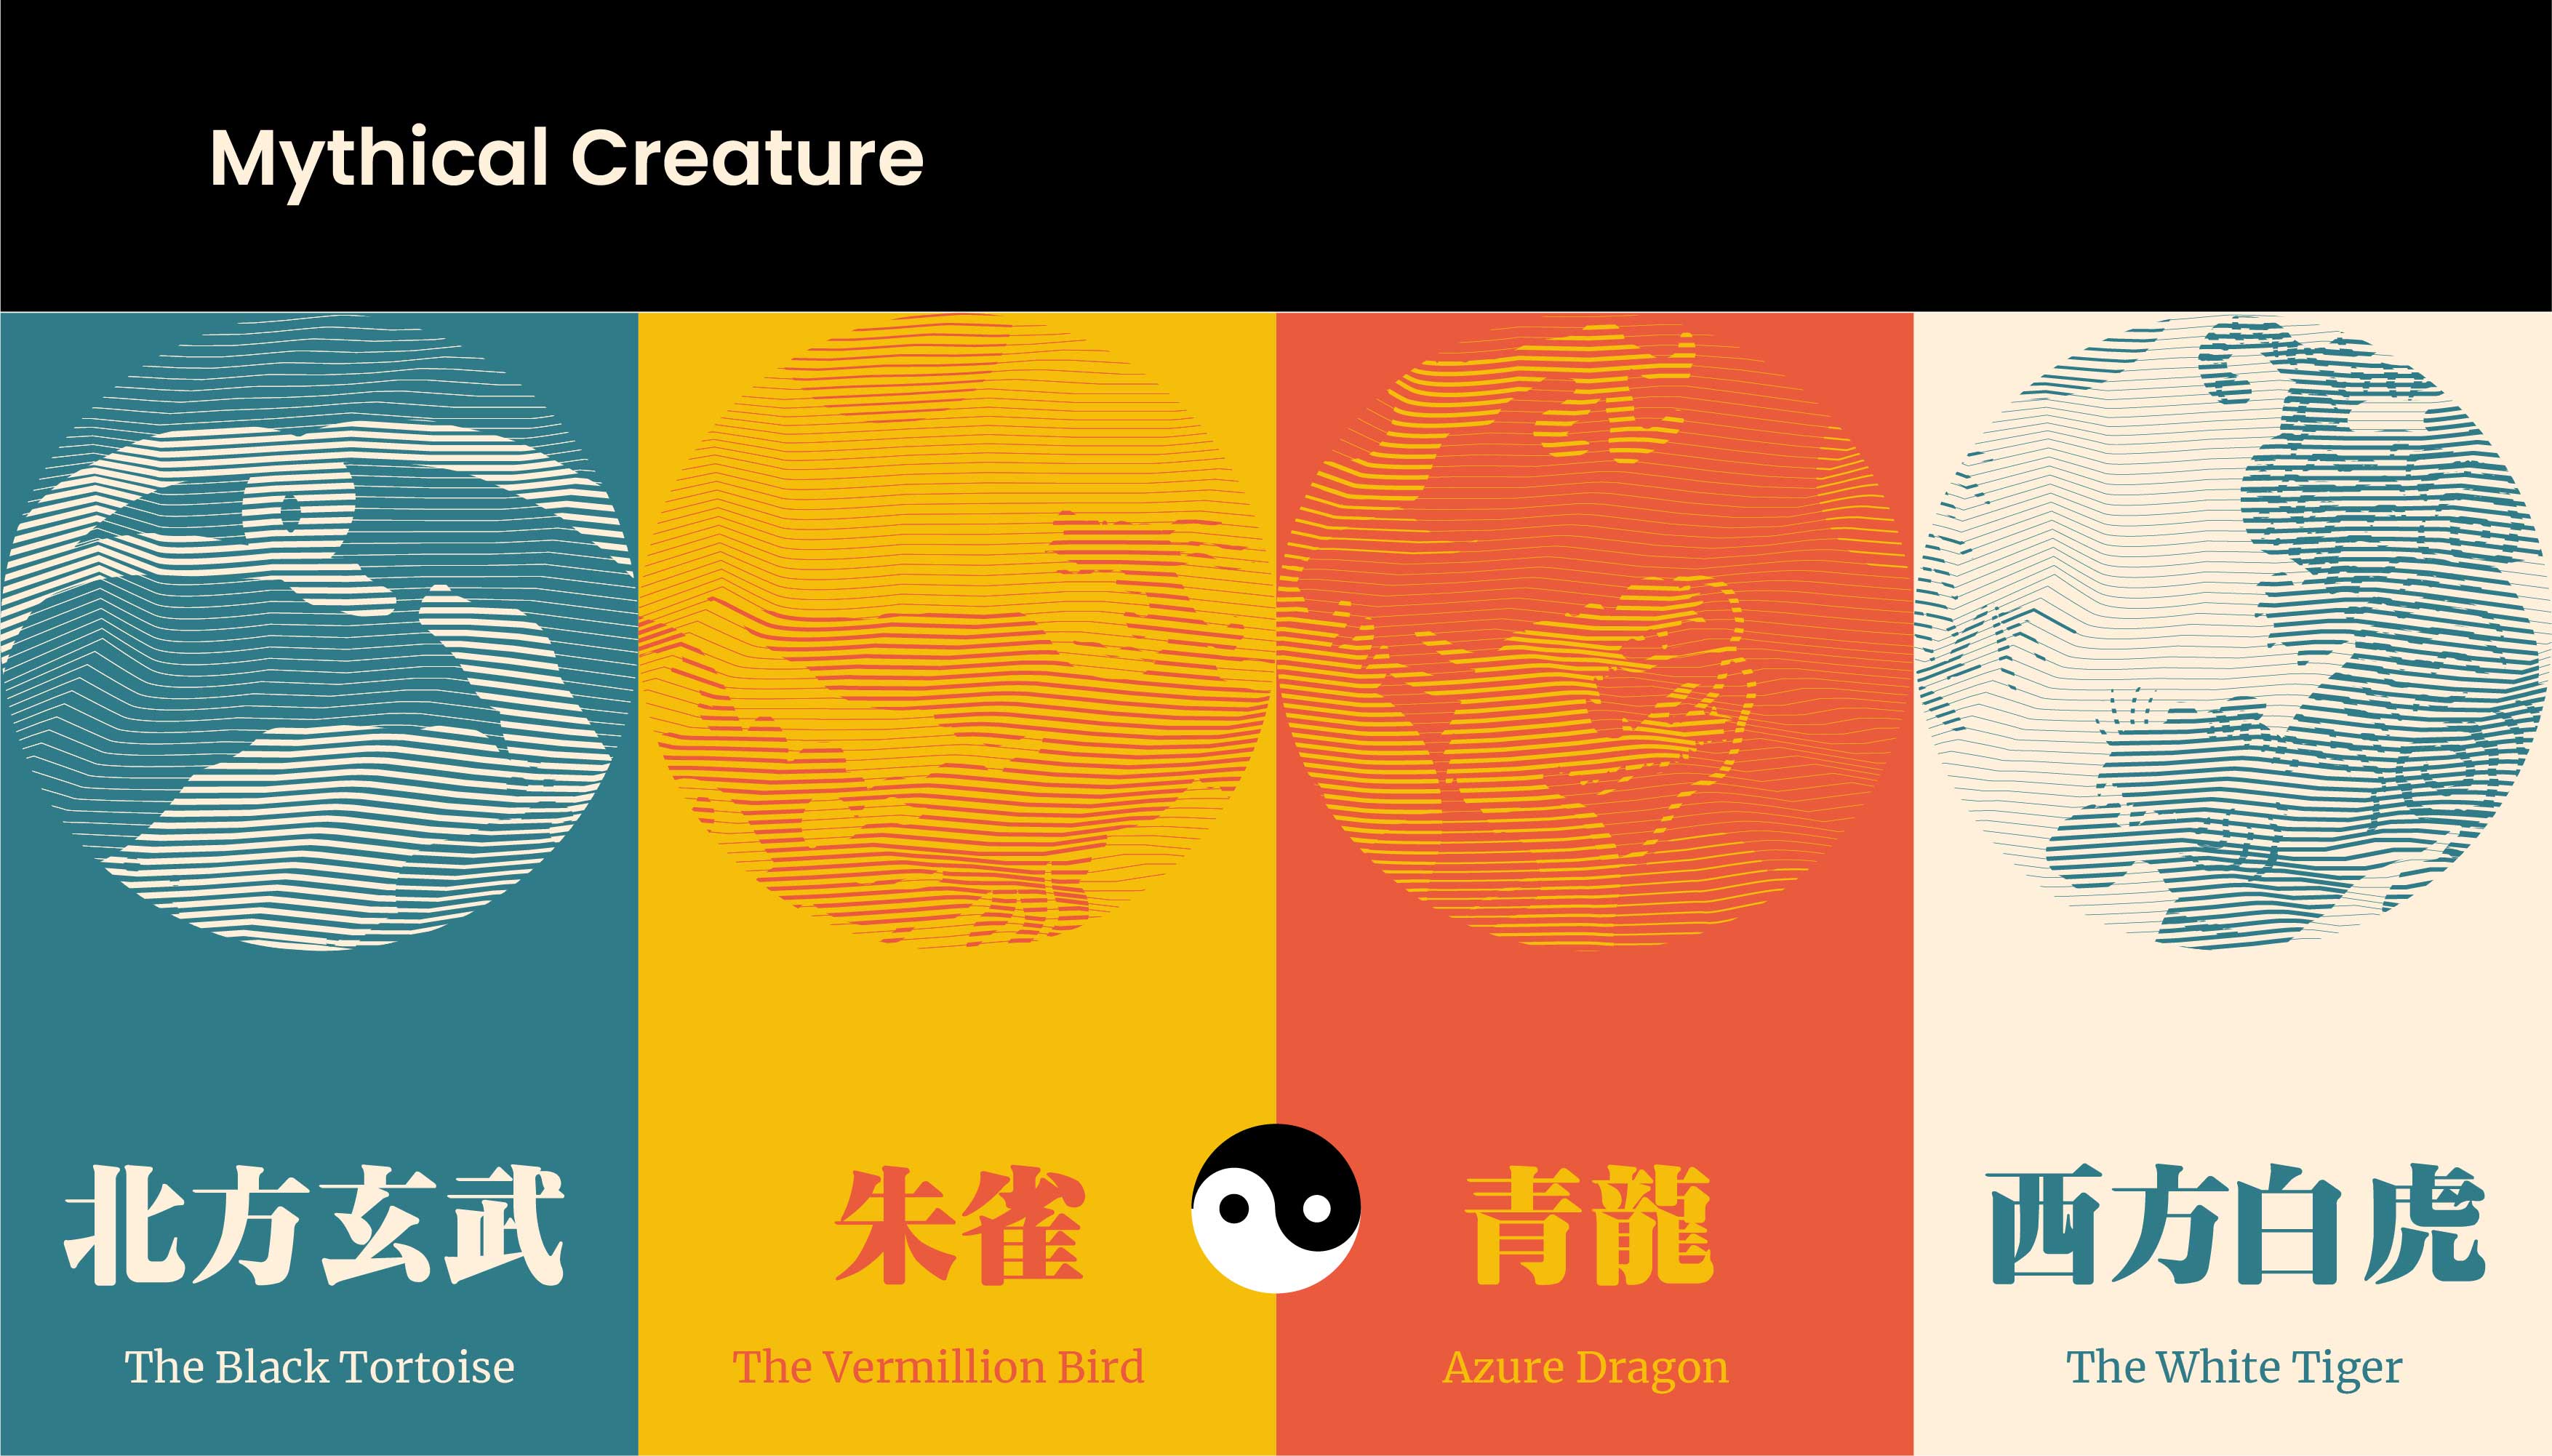 Mythical Creature
北方玄武
The Black Tortoise
朱雀
The Vermillion Bird
青龍
Azure Dragon
西方白虎
The White Tiger